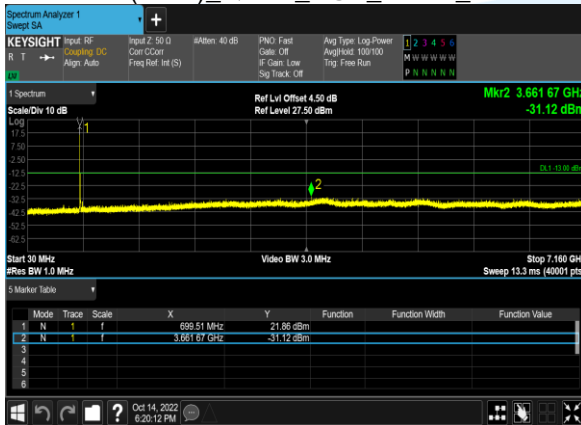 Spectrum Analyzer 1
Swept SA
+
KEYSIGHT Input: RF Input Z: 50 Ω #Atten: 40 dB PNO: Fast Avg Type: Log-Power 1 2 3 4 5 6
R T Coupling: DC Corr CCorr Gate: Off Avg|Hold: 100/100 M W W W W W
Align: Auto Freq Ref: Int (S) IF Gain: Low Trig: Free Run P N N N N N
Sig Track: Off
1 Spectrum Ref Lvl Offset 4.50 dB Mkr2 3.661 67 GHz
Scale/Div 10 dB Ref Level 27.50 dBm -31.12 dBm
Log
17.5 1
7.50
-2.50
-12.5 DL1 -13.00 dBm
-22.5 2
-32.5
-42.5
-52.5
-62.5
Start 30 MHz Video BW 3.0 MHz Stop 7.160 GH
#Res BW 1.0 MHz Sweep 13.3 ms (40001 pts
5 Marker Table
Mode Trace Scale X Y Function Function Width Function Value
1 N 1 f 699.51 MHz 21.86 dBm
2 N 1 f 3.661 67 GHz -31.12 dBm
3
4
5
6
? Oct 14, 2022
6:20:12 PM